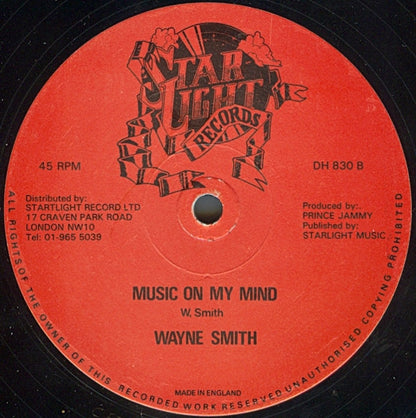 STAR
LIGHT
RECORDS
45 RPM
DH 830 B
Distributed by:
STARTLIGHT RECORD LTD
17 CRAVEN PARK ROAD
LONDON NW10
Tel: 01-965 5039
Produced by:
PRINCE JAMMY
Published by:
STARLIGHT MUSIC.
MUSIC ON MY MIND
W. Smith
WAYNE SMITH
MADE IN ENGLAND
ALL RIGHTS OF THE OWNER OF THIS RECORDED WORK RESERVED UNAUTHORISED COPYING PROHIBITED